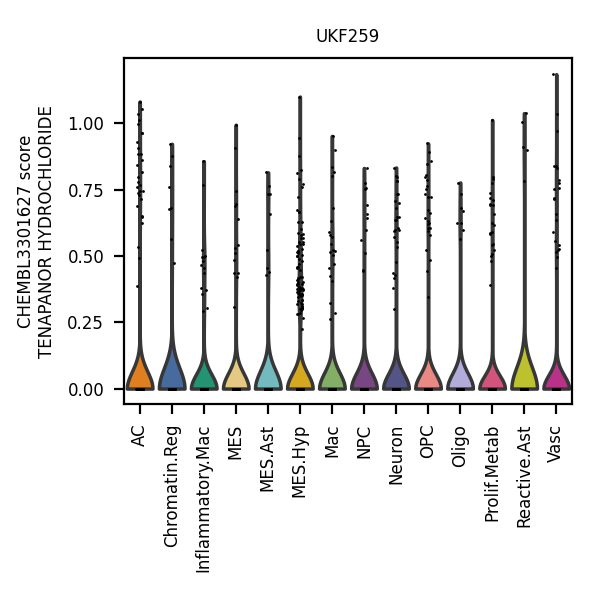 UKF259
CHEMBL3301627 score
TENAPANOR HYDROCHLORIDE
1.00
0.75
0.50
0.25
0.00
AC
Chromatin.Reg
Inflammatory.Mac
MES
MES.Ast
MES.Hyp
Mac
NPC
Neuron
OPC
Oligo
Prolif.Metab
Reactive.Ast
Vasc